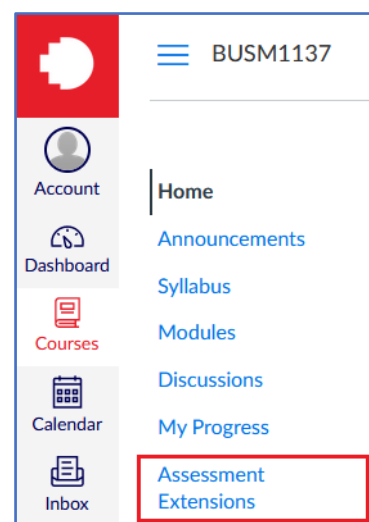 BUSM1137
Account
Dashboard
Courses
Calendar
Inbox
Home
Announcements
Syllabus
Modules
Discussions
My Progress
Assessment
Extensions